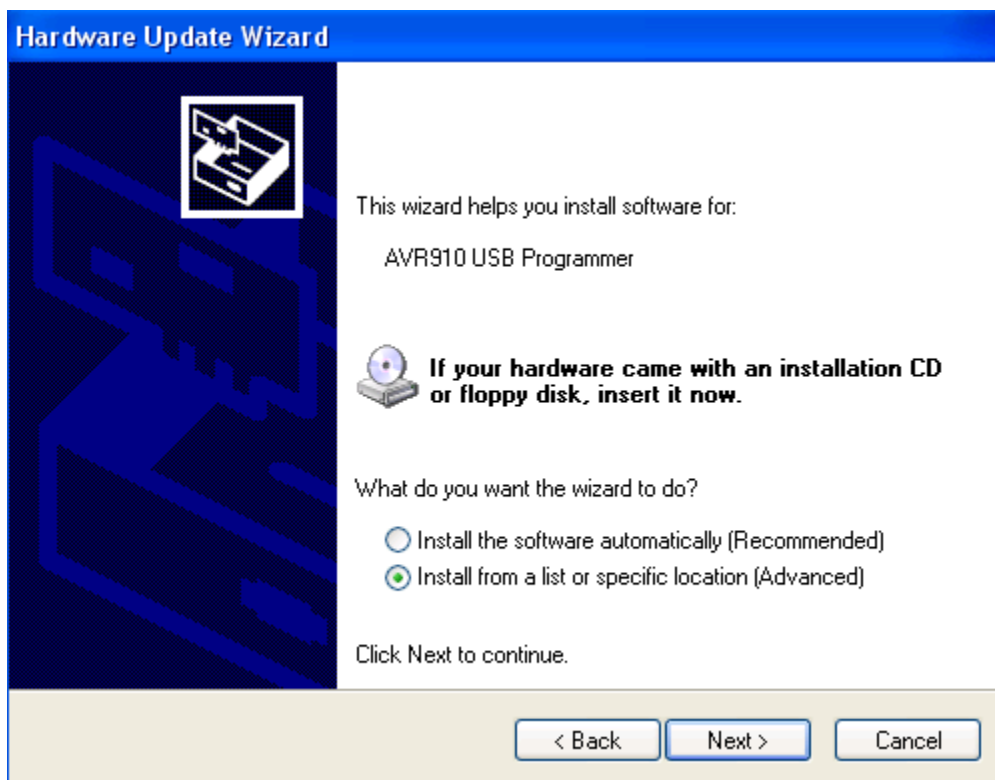 Hardware Update Wizard
This wizard helps you install software for:
AVR910 USB Programmer
If your hardware came with an installation CD
or floppy disk, insert it now.
What do you want the wizard to do?
Install the software automatically (Recommended)
Install from a list or specific location (Advanced)
Click Next to continue.
< Back Next > Cancel